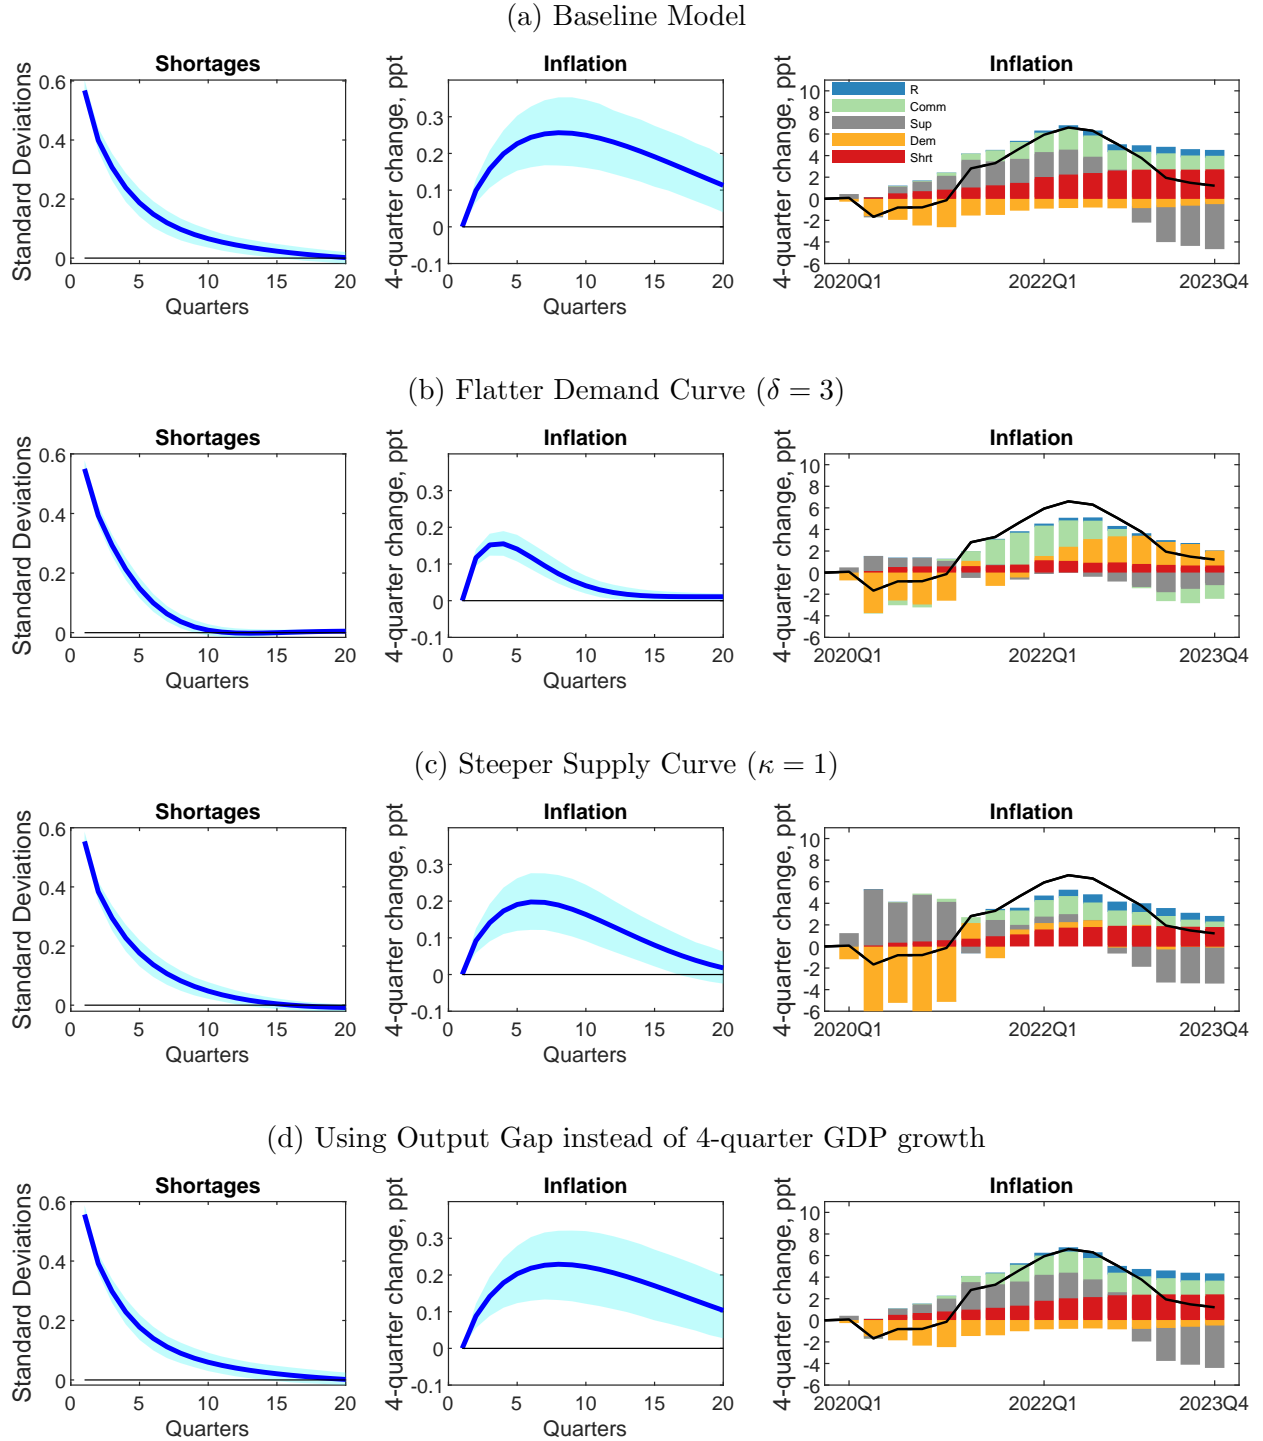 (a) Baseline Model
Shortages
Standard Deviations
0.6
0.4
0.2
0
0 5 10 15 20
Quarters
Inflation
4-quarter change, ppt
0.3
0.2
0.1
0
-0.1
0 5 10 15 20
Quarters
Inflation
4-quarter change, ppt
10
8
6
4
2
0
-2
-4
-6
R
Comm
Sup
Dem
Shrt
2020Q1 2022Q1 2023Q4
(b) Flatter Demand Curve (δ = 3)
Shortages
Standard Deviations
0.6
0.4
0.2
0
0 5 10 15 20
Quarters
Inflation
4-quarter change, ppt
0.3
0.2
0.1
0
-0.1
0 5 10 15 20
Quarters
Inflation
4-quarter change, ppt
10
8
6
4
2
0
-2
-4
-6
2020Q1 2022Q1 2023Q4
(c) Steeper Supply Curve (κ = 1)
Shortages
Standard Deviations
0.6
0.4
0.2
0
0 5 10 15 20
Quarters
Inflation
4-quarter change, ppt
0.3
0.2
0.1
0
-0.1
0 5 10 15 20
Quarters
Inflation
4-quarter change, ppt
10
8
6
4
2
0
-2
-4
-6
2020Q1 2022Q1 2023Q4
(d) Using Output Gap instead of 4-quarter GDP growth
Shortages
Standard Deviations
0.6
0.4
0.2
0
0 5 10 15 20
Quarters
Inflation
4-quarter change, ppt
0.3
0.2
0.1
0
-0.1
0 5 10 15 20
Quarters
Inflation
4-quarter change, ppt
10
8
6
4
2
0
-2
-4
-6
2020Q1 2022Q1 2023Q4